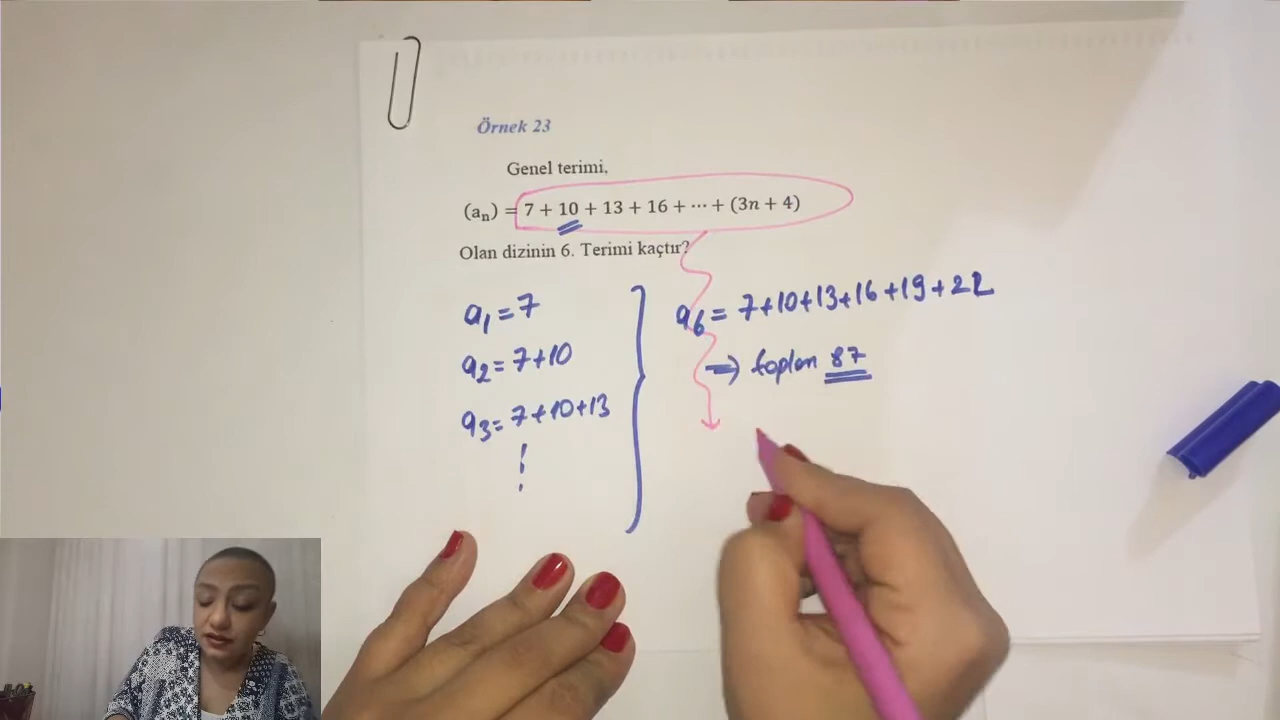 Örnek 23
Genel terimi,
(aₙ) = 7 + 10 + 13 + 16 + ⋯ + (3n + 4)
Olan dizinin 6. Terimi kaçtır?
a₁ = 7
a₂ = 7+10
a₃ = 7+10+13
a₆ = 7+10+13+16+19+22
⇒ toplam 87